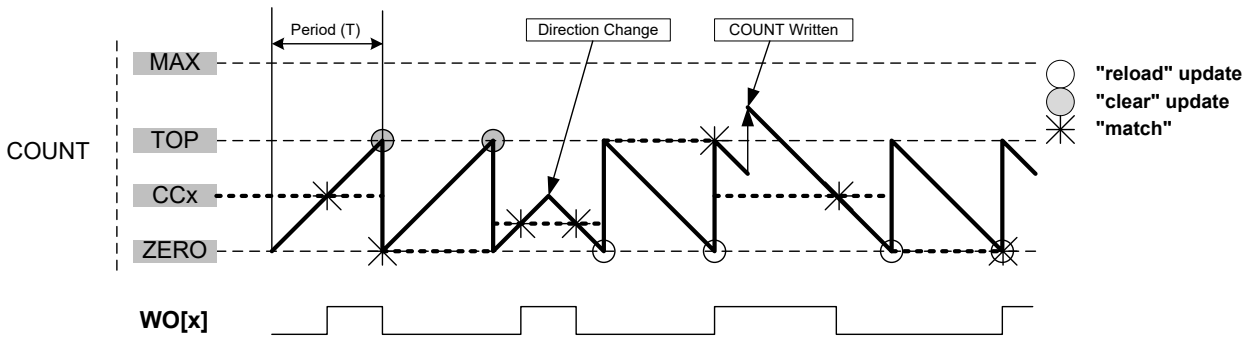 Period (T)
Direction Change
COUNT Written
MAX
"reload" update
"clear" update
TOP
"match"
COUNT
CCx
ZERO
WO[x]